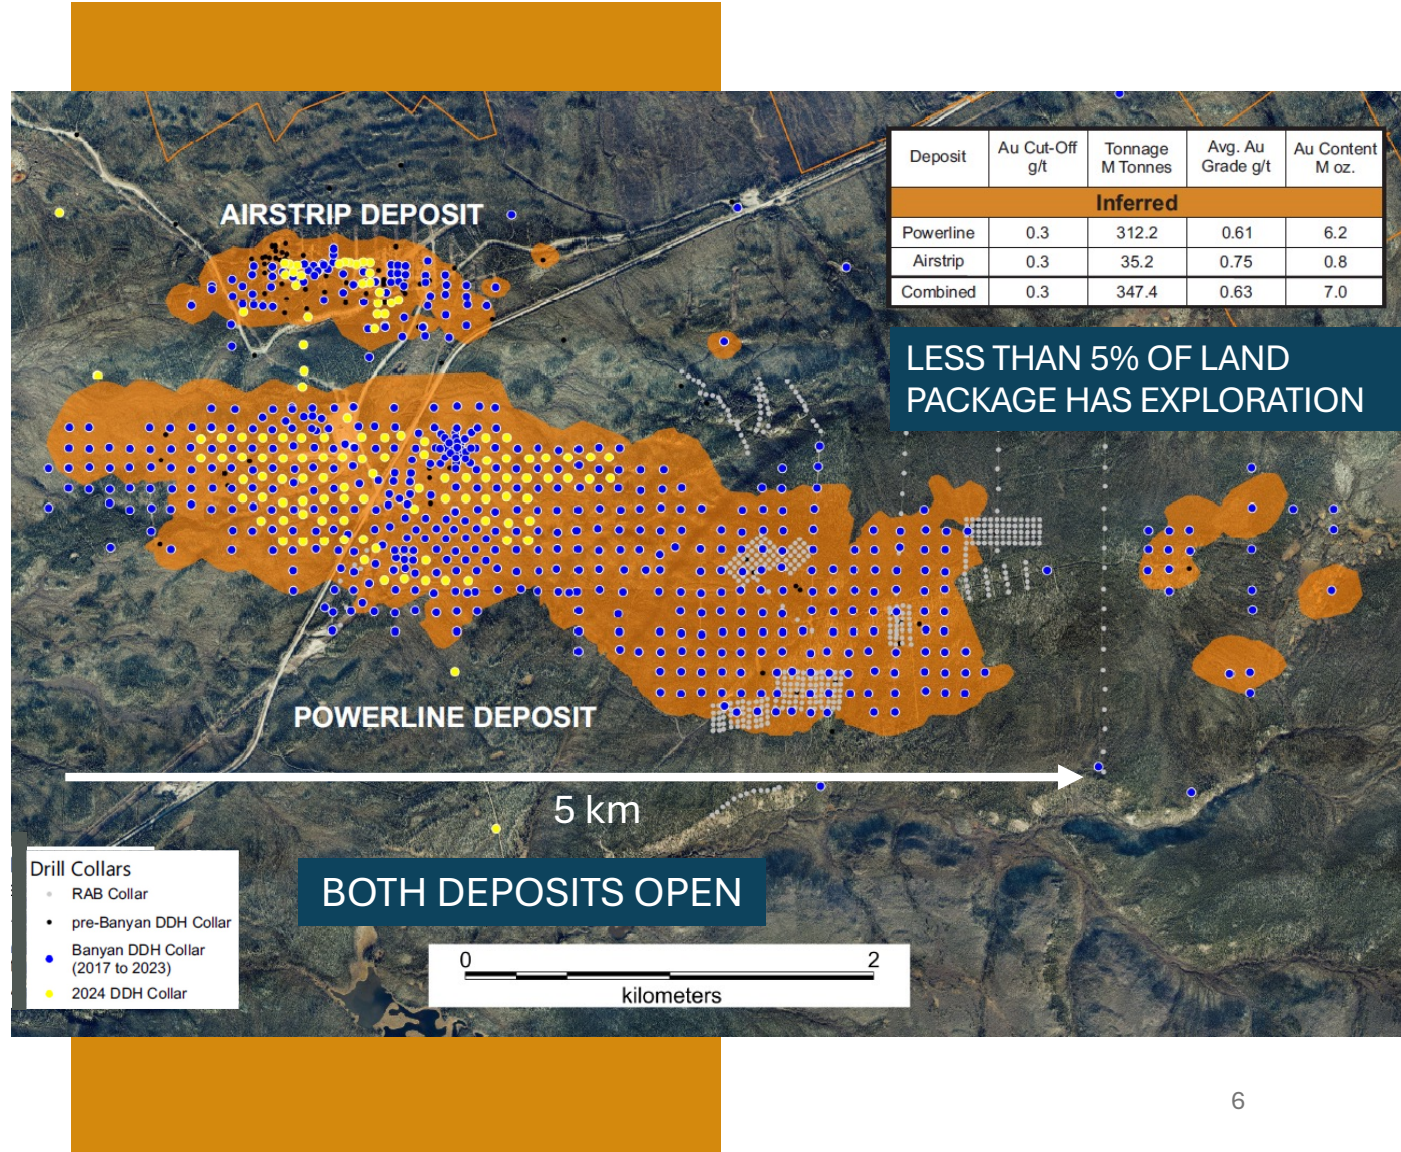 Deposit Au Cut-Off g/t Tonnage M Tonnes Avg. Au Grade g/t Au Content M oz.
Inferred
Powerline 0.3 312.2 0.61 6.2
Airstrip 0.3 35.2 0.75 0.8
Combined 0.3 347.4 0.63 7.0
AIRSTRIP DEPOSIT
LESS THAN 5% OF LAND
PACKAGE HAS EXPLORATION
POWERLINE DEPOSIT
5 km
Drill Collars
RAB Collar
pre-Banyan DDH Collar
Banyan DDH Collar
(2017 to 2023)
2024 DDH Collar
BOTH DEPOSITS OPEN
0 2
kilometers
6